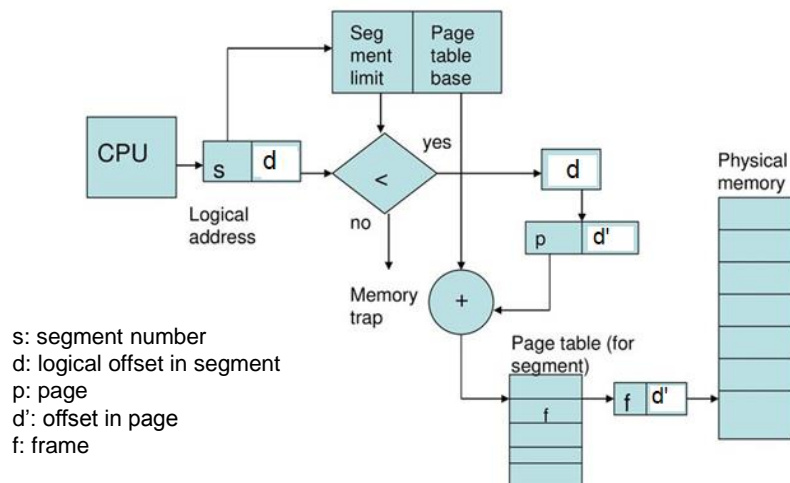 Seg
ment
limit
Page
table
base
CPU
s
d
Logical
address
<
yes
no
Memory
trap
d
p
d'
+
Physical
memory
Page table (for
segment)
f
f
d'
s: segment number
d: logical offset in segment
p: page
d’: offset in page
f: frame